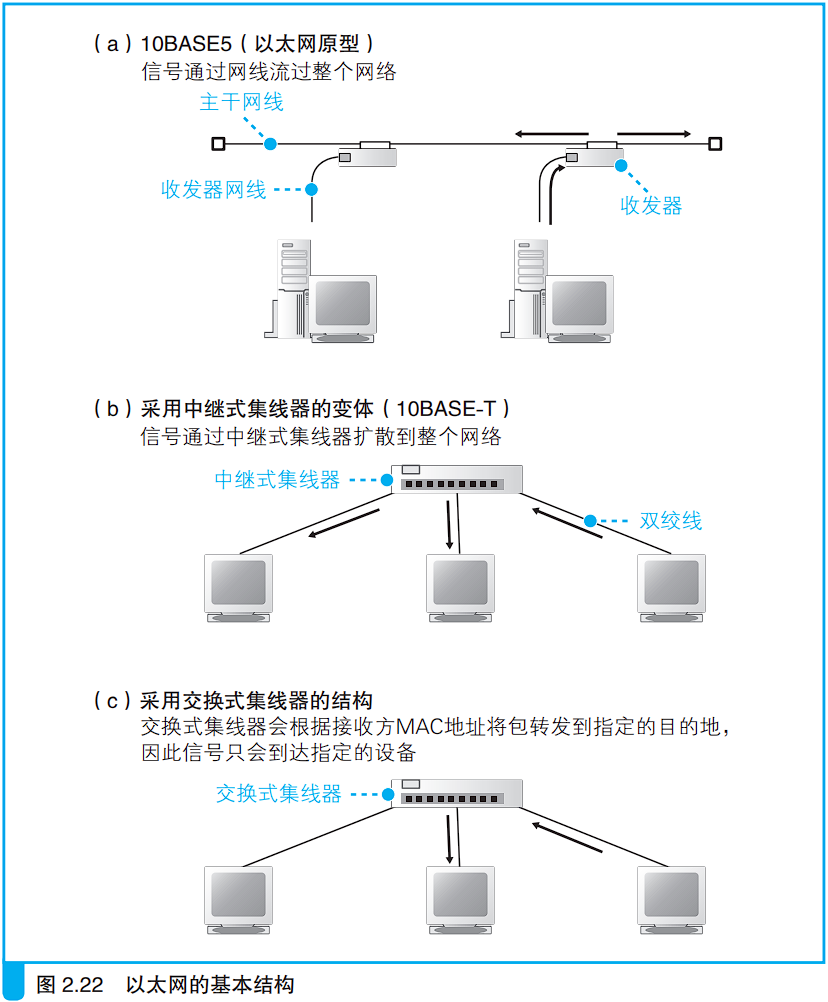 （a）10BASE5（以太网原型）
信号通过网线流过整个网络
主干网线
收发器网线
收发器
（b）采用中继式集线器的变体（10BASE-T）
信号通过中继式集线器扩散到整个网络
中继式集线器
双绞线
（c）采用交换式集线器的结构
交换式集线器会根据接收方MAC地址将包转发到指定的目的地，
因此信号只会到达指定的设备
交换式集线器
图 2.22 以太网的基本结构